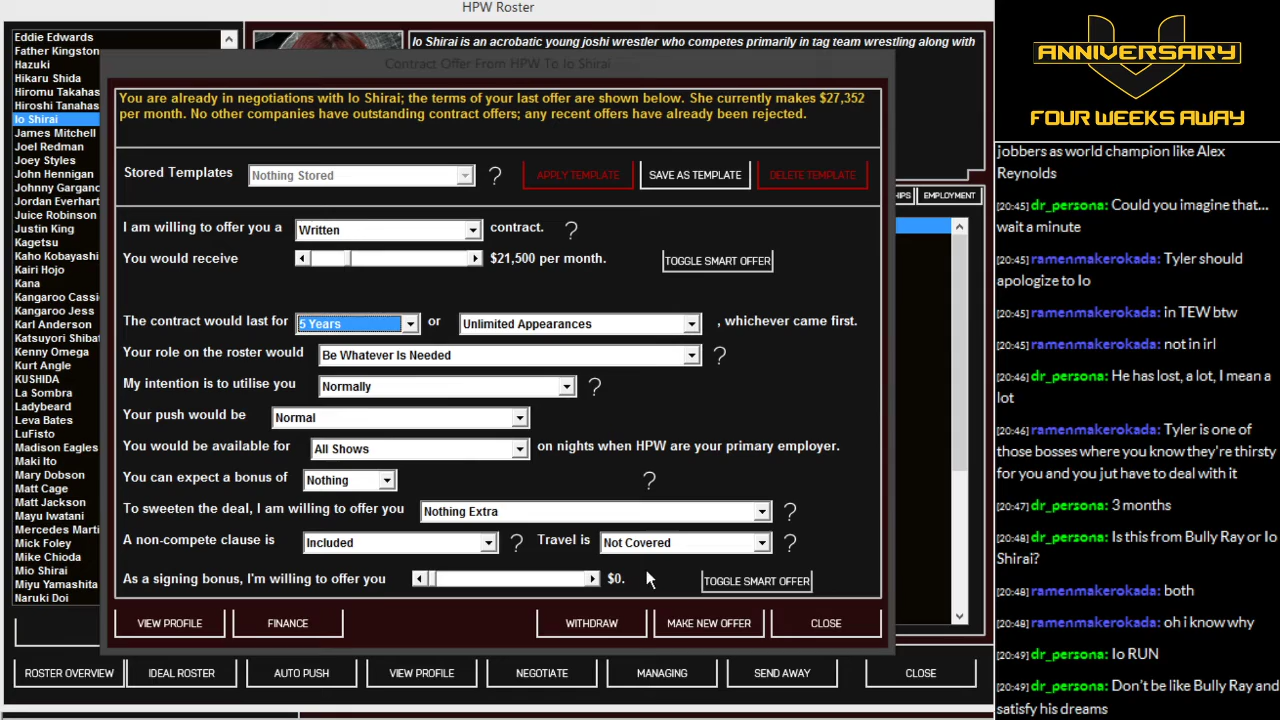 HPW Roster
Eddie Edwards
Father Kingston
Hazuki
Hikaru Shida
Hiromu Takahas
Hiroshi Tanahas
Io Shirai
James Mitchell
Joel Redman
Joey Styles
John Hennigan
Johnny Gargano
Jordan Everhart
Juice Robinson
Justin King
Kagetsu
Kaho Kobayashi
Kairi Hojo
Kana
Kangaroo Cassi
Kangaroo Jess
Karl Anderson
Katsuyori Shibat
Kenny Omega
Kurt Angle
KUSHIDA
La Sombra
Ladybeard
Leva Bates
LuFisto
Madison Eagles
Maki Ito
Mary Dobson
Matt Cage
Matt Jackson
Mayu Iwatani
Mercedes Marti
Mick Foley
Mike Chioda
Mio Shirai
Miyu Yamashita
Naruki Doi
Io Shirai is an acrobatic young joshi wrestler who competes primarily in tag team wrestling along with
Contract Offer From HPW To Io Shirai
You are already in negotiations with Io Shirai; the terms of your last offer are shown below. She currently makes $27,352
per month. No other companies have outstanding contract offers; any recent offers have already been rejected.
Stored Templates Nothing Stored ? APPLY TEMPLATE SAVE AS TEMPLATE DELETE TEMPLATE
I am willing to offer you a Written contract. ?
You would receive $21,500 per month. TOGGLE SMART OFFER
The contract would last for 5 Years or Unlimited Appearances , whichever came first.
Your role on the roster would Be Whatever Is Needed ?
My intention is to utilise you Normally ?
Your push would be Normal
You would be available for All Shows on nights when HPW are your primary employer.
You can expect a bonus of Nothing ?
To sweeten the deal, I am willing to offer you Nothing Extra ?
A non-compete clause is Included ? Travel is Not Covered ?
As a signing bonus, I'm willing to offer you $0. TOGGLE SMART OFFER
VIEW PROFILE FINANCE WITHDRAW MAKE NEW OFFER CLOSE
HIPS EMPLOYMENT
ROSTER OVERVIEW IDEAL ROSTER AUTO PUSH VIEW PROFILE NEGOTIATE MANAGING SEND AWAY CLOSE
ANNIVERSARY
FOUR WEEKS AWAY
jobbers as world champion like Alex
Reynolds
[20:45] dr_persona: Could you imagine that...
wait a minute
[20:45] ramenmakerokada: Tyler should
apologize to Io
[20:45] ramenmakerokada: in TEW btw
[20:45] ramenmakerokada: not in irl
[20:46] dr_persona: He has lost, a lot, I mean a
lot
[20:46] ramenmakerokada: Tyler is one of
those bosses where you know they're thirsty
for you and you jut have to deal with it
[20:47] dr_persona: 3 months
[20:48] dr_persona: Is this from Bully Ray or Io
Shirai?
[20:48] ramenmakerokada: both
[20:48] ramenmakerokada: oh i know why
[20:49] dr_persona: Io RUN
[20:49] dr_persona: Don't be like Bully Ray and
satisfy his dreams